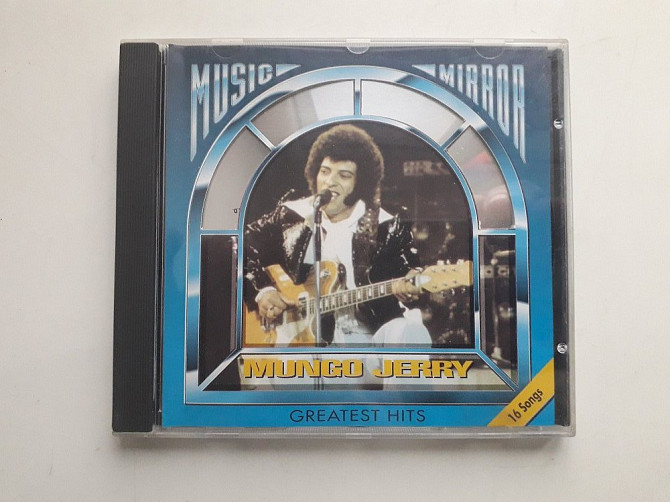 MUSIC MIRROR
MUNGO JERRY
GREATEST HITS
16 Songs